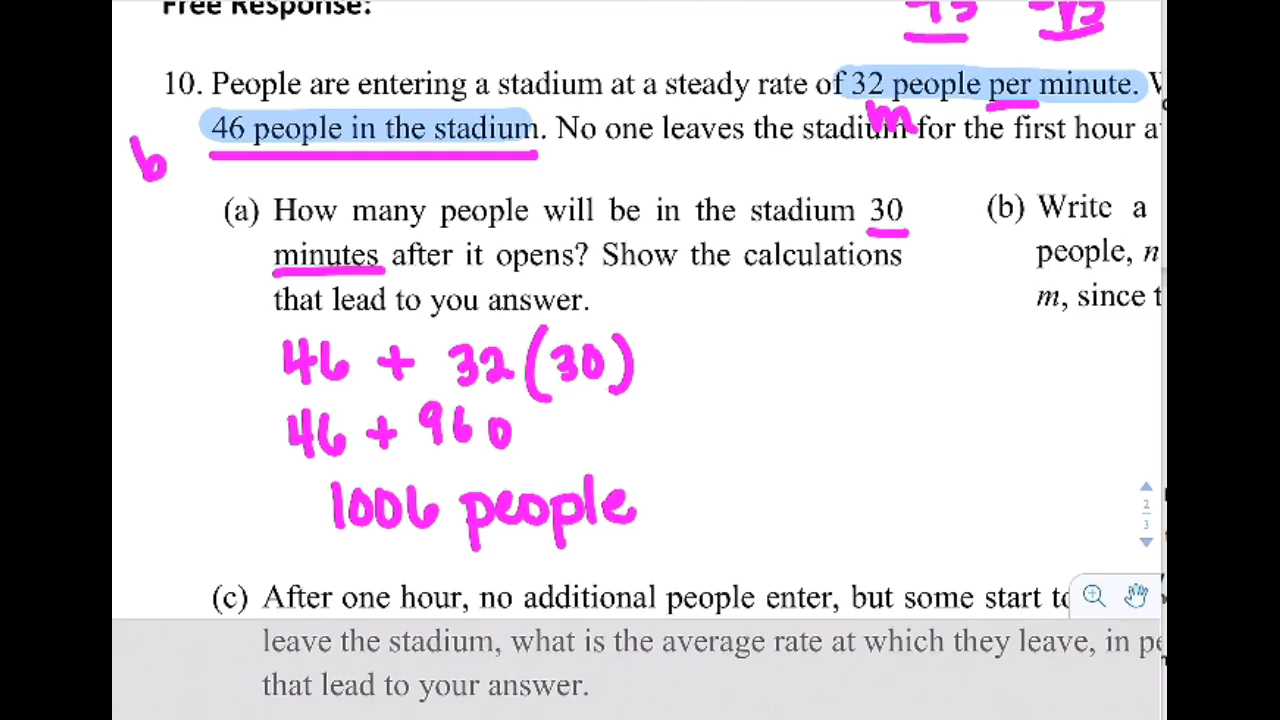 Free Response:
10. People are entering a stadium at a steady rate of 32 people per minute.
m
46 people in the stadium. No one leaves the stadium for the first hour
b
(a) How many people will be in the stadium 30
minutes after it opens? Show the calculations
that lead to you answer.
(b) Write a
people, n
m, since
46 + 32(30)
46 + 960
1006 people
2
3
(c) After one hour, no additional people enter, but some start
leave the stadium, what is the average rate at which they leave, in
that lead to your answer.